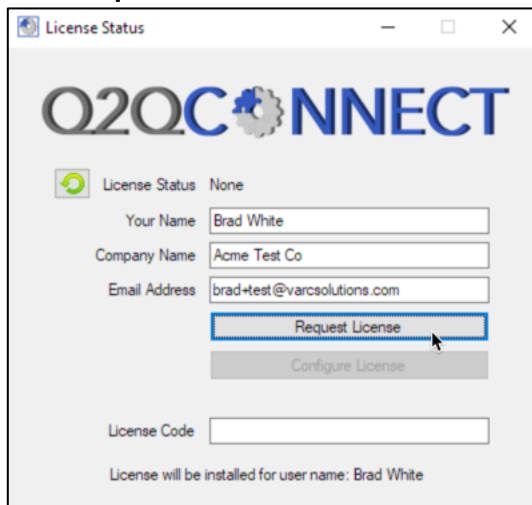 License Status
Q2QCONNECT
License Status None
Your Name Brad White
Company Name Acme Test Co
Email Address brad+test@varcsolutions.com
Request License
Configure License
License Code
License will be installed for user name: Brad White